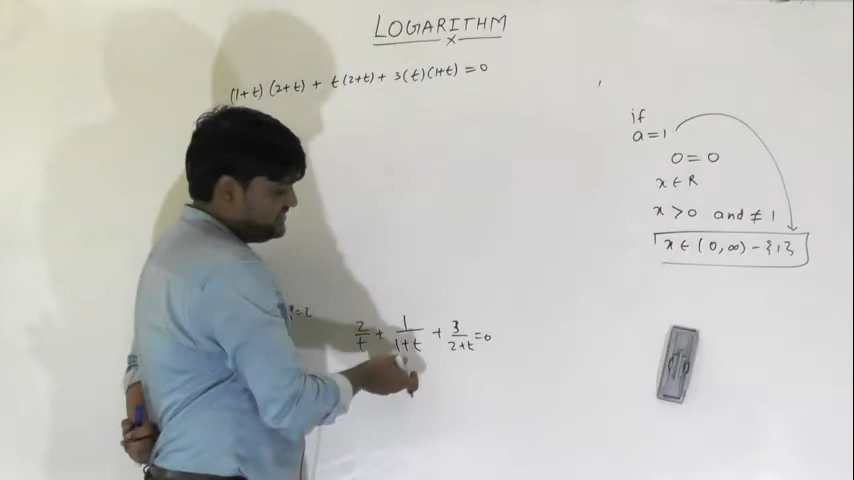 LOGARITHM
x
(1+t) (2+t) + t(2+t) + 3(t)(1+t) = 0
if
a=1
0=0
x ∈ R
x >0 and ≠ 1
x ∈ (0, ∞) - {1}
2/t + 1/1+t + 3/2+t = 0